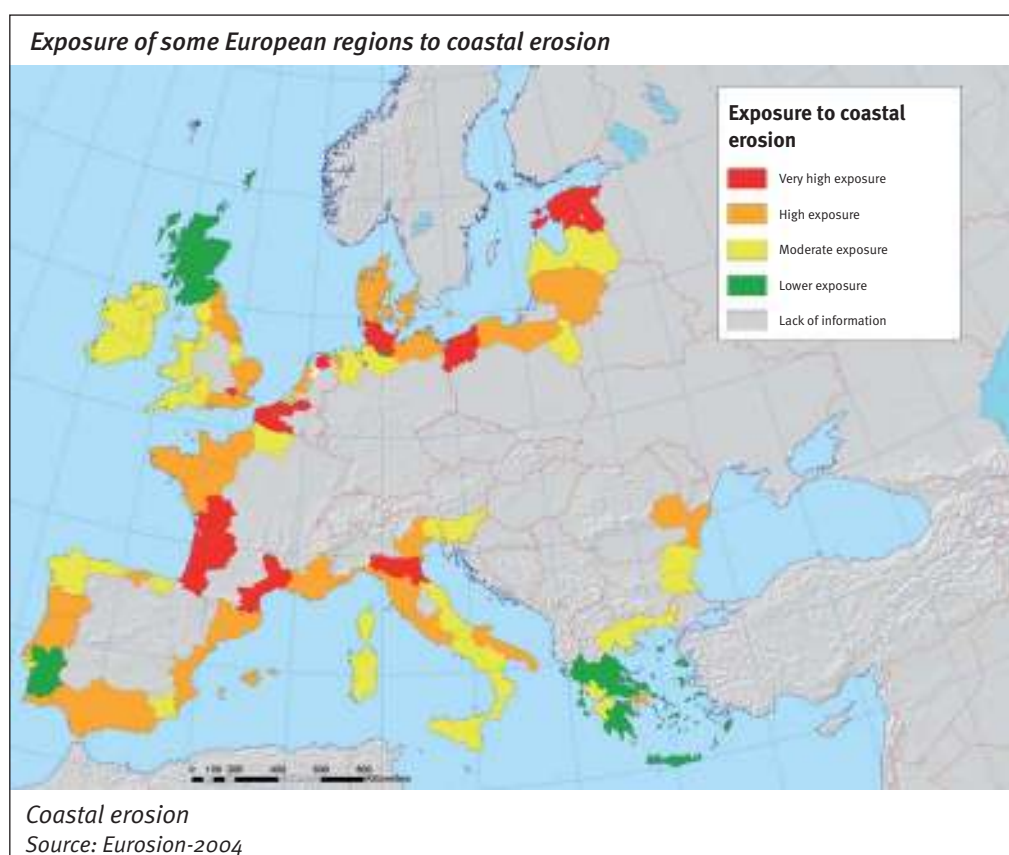 Exposure of some European regions to coastal erosion
Exposure to coastal
erosion
Very high exposure
High exposure
Moderate exposure
Lower exposure
Lack of information
Coastal erosion
Source: Eurosion-2004